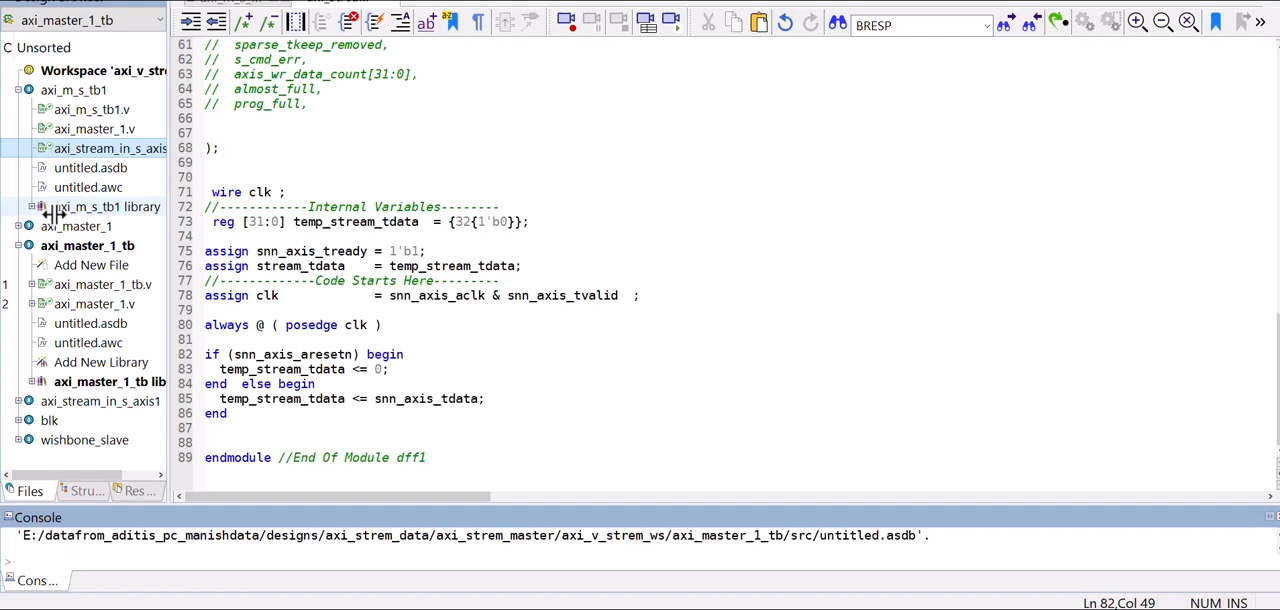 axi_master_1_tb
BRESP
Unsorted
Workspace 'axi_v_stre
axi_m_s_tb1
axi_m_s_tb1.v
axi_master_1.v
axi_stream_in_s_axis
untitled.asdb
untitled.awc
axi_m_s_tb1 library
axi_master_1
axi_master_1_tb
Add New File
1 axi_master_1_tb.v
2 axi_master_1.v
untitled.asdb
untitled.awc
Add New Library
axi_master_1_tb lib
axi_stream_in_s_axis1
blk
wishbone_slave
Files Stru... Res...
61 // sparse_tkeep_removed,
62 // s_cmd_err,
63 // axis_wr_data_count[31:0],
64 // almost_full,
65 // prog_full,
66
67
68 );
69
70
71 wire clk ;
72 //------------Internal Variables--------
73 reg [31:0] temp_stream_tdata = {32{1'b0}};
74
75 assign snn_axis_tready = 1'b1;
76 assign stream_tdata = temp_stream_tdata;
77 //-------------Code Starts Here---------
78 assign clk = snn_axis_aclk & snn_axis_tvalid ;
79
80 always @ ( posedge clk )
81
82 if (snn_axis_aresetn) begin
83 temp_stream_tdata <= 0;
84 end else begin
85 temp_stream_tdata <= snn_axis_tdata;
86 end
87
88
89 endmodule //End Of Module dff1
Console
'E:/datafrom_aditis_pc_manishdata/designs/axi_strem_data/axi_strem_master/axi_v_strem_ws/axi_master_1_tb/src/untitled.asdb'.
>
Cons...
Ln 82,Col 49 NUM INS